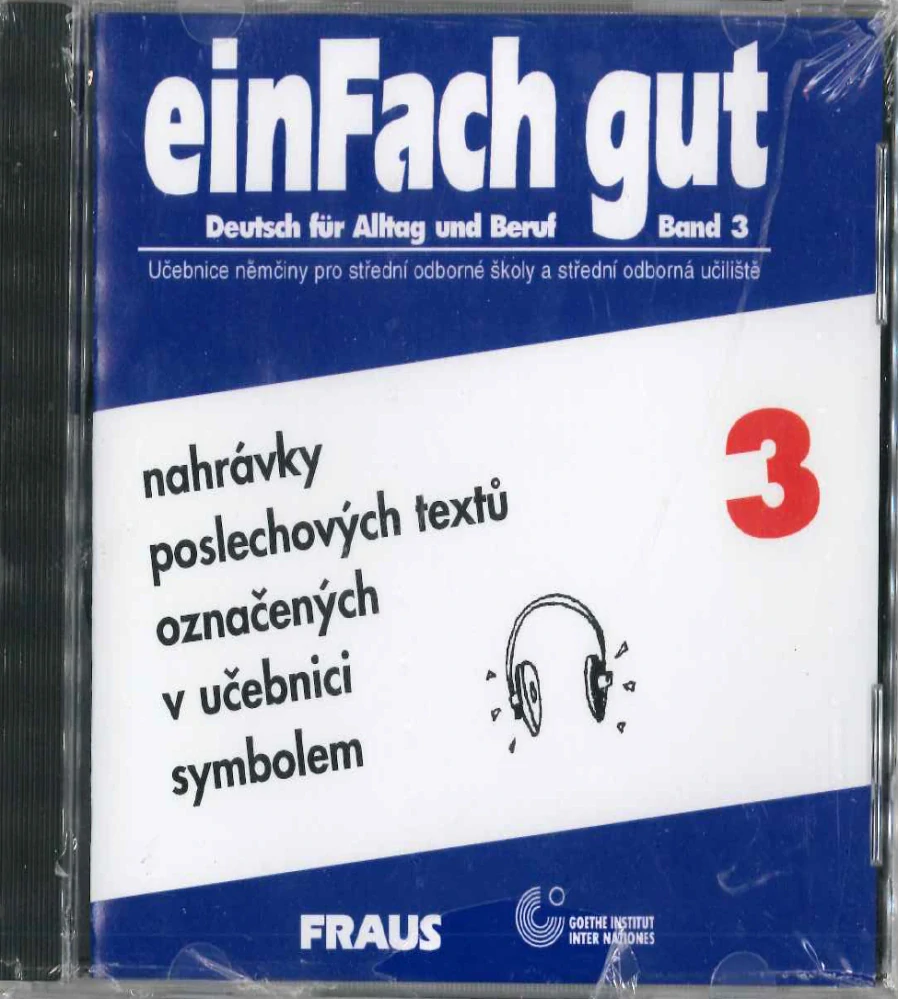 einFach gut
Deutsch für Alltag und Beruf Band 3
Učebnice němčiny pro střední odborné školy a střední odborná učiliště
3
nahrávky
poslechových textů
označených
v učebnici
symbolem
FRAUS
GOETHE INSTITUT
INTER NATIONES